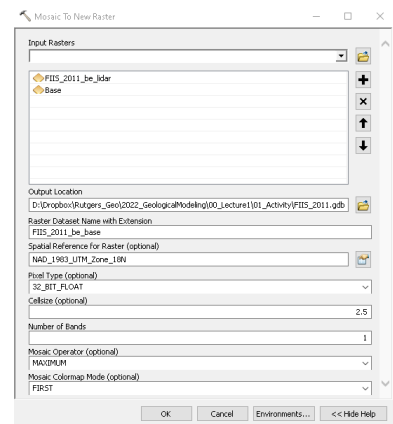 Mosaic To New Raster
Input Rasters
FIIS_2011_be_lidar
Base
Output Location
D:\Dropbox\Rutgers_Geo\2022_GeologicalModeling\00_Lecture1\01_Activity\FIIS_2011.gdb
Raster Dataset Name with Extension
FIIS_2011_be_base
Spatial Reference for Raster (optional)
NAD_1983_UTM_Zone_18N
Pixel Type (optional)
32_BIT_FLOAT
Cellsize (optional)
2.5
Number of Bands
1
Mosaic Operator (optional)
MAXIMUM
Mosaic Colormap Mode (optional)
FIRST
OK Cancel Environments... << Hide Help